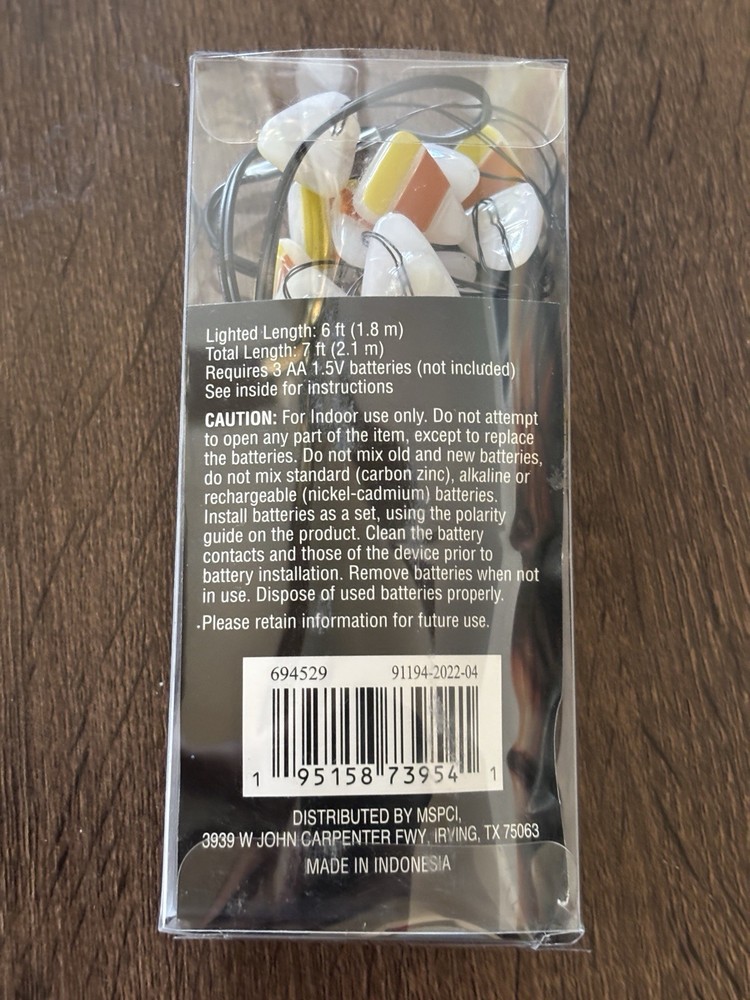 Lighted Length: 6 ft (1.8 m)
Total Length: 7 ft (2.1 m)
Requires 3 AA 1.5V batteries (not included)
See inside for instructions
CAUTION: For Indoor use only. Do not attempt
to open any part of the item, except to replace
the batteries. Do not mix old and new batteries,
do not mix standard (carbon zinc), alkaline or
rechargeable (nickel-cadmium) batteries.
Install batteries as a set, using the polarity
guide on the product. Clean the battery
contacts and those of the device prior to
battery installation. Remove batteries when not
in use. Dispose of used batteries properly.
.Please retain information for future use.
694529 91194-2022-04
1 95158 73954 1
DISTRIBUTED BY MSPCI,
3939 W JOHN CARPENTER FWY, IRVING, TX 75063
MADE IN INDONESIA